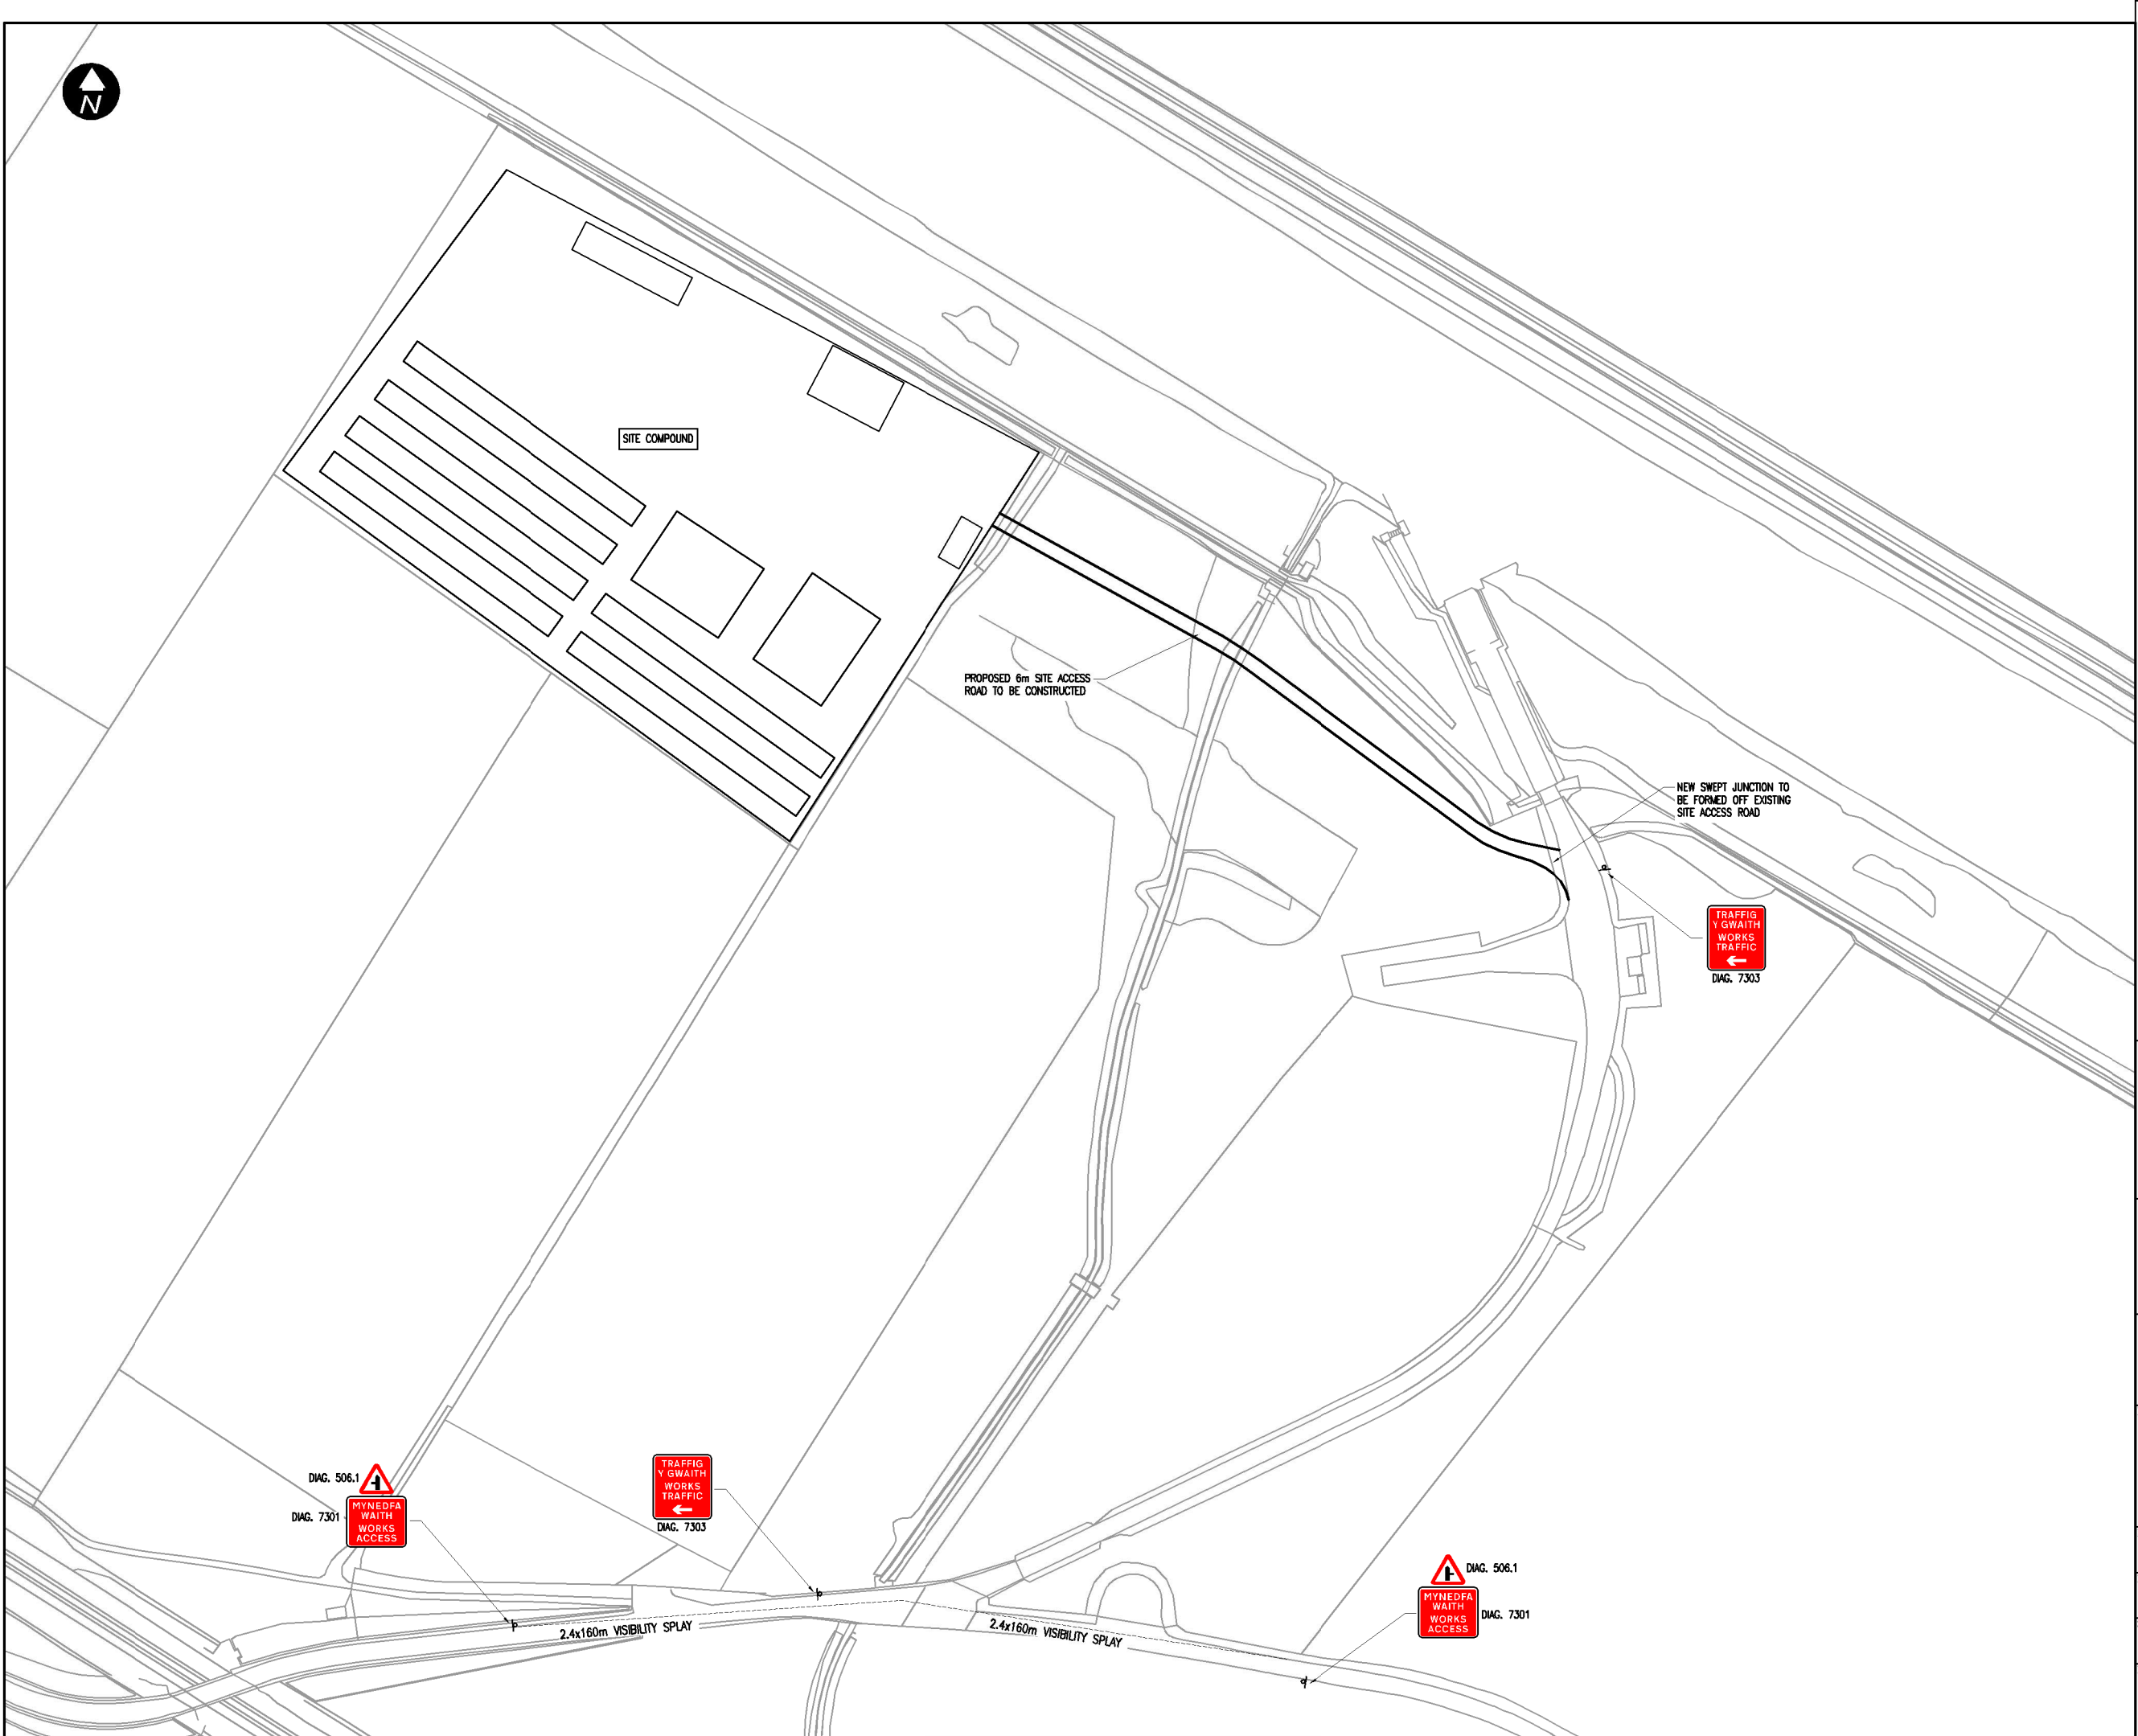 N
SITE COMPOUND
PROPOSED 6m SITE ACCESS
ROAD TO BE CONSTRUCTED
NEW SWEPT JUNCTION TO
BE FORMED OFF EXISTING
SITE ACCESS ROAD
TRAFFIG
Y GWAITH
WORKS
TRAFFIC
DIAG. 7303
DIAG. 506.1
DIAG. 7301
MYNEDFA
WAITH
WORKS
ACCESS
TRAFFIG
Y GWAITH
WORKS
TRAFFIC
DIAG. 7303
2.4x160m VISIBILITY SPLAY
2.4x160m VISIBILITY SPLAY
DIAG. 506.1
MYNEDFA
WAITH
WORKS
ACCESS
DIAG. 7301